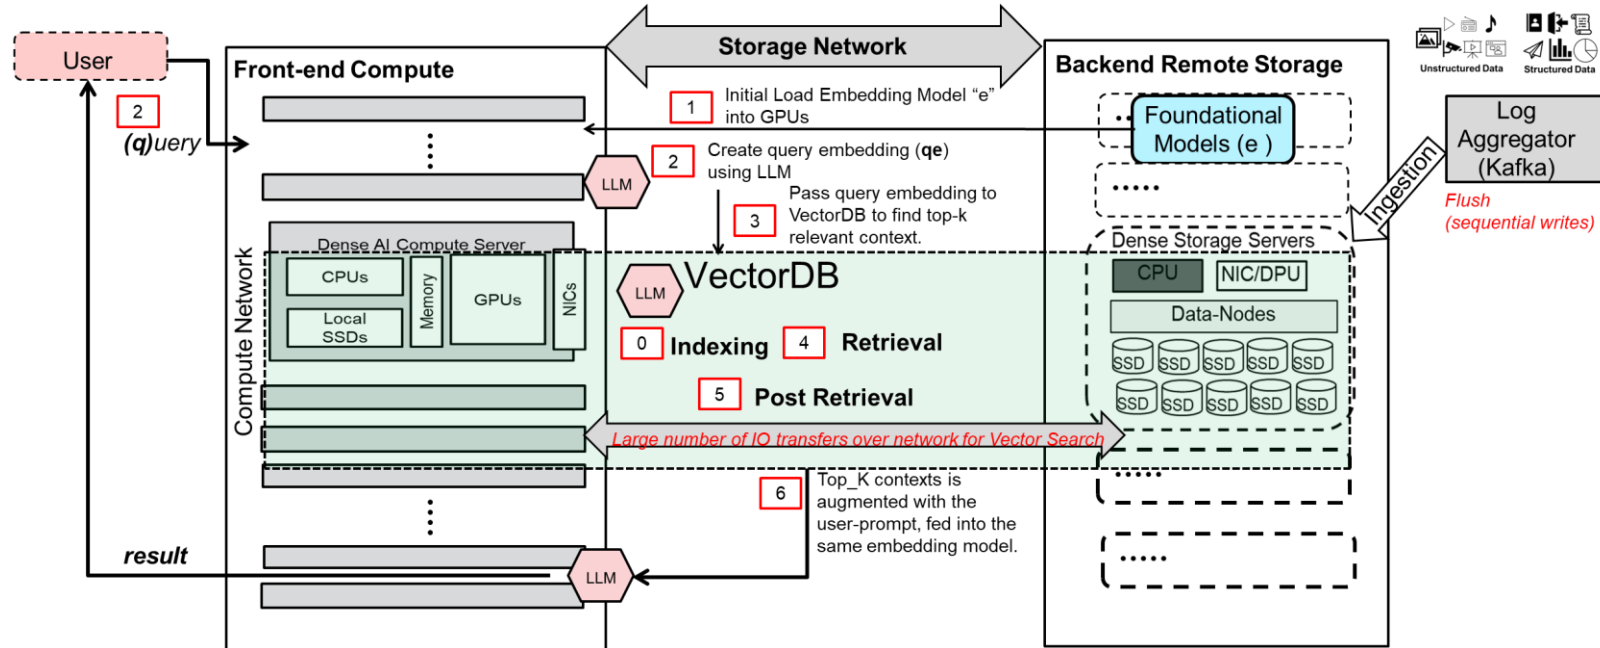 User
2
(q)uery
result
Front-end Compute
LLM
Dense AI Compute Server
CPUs
Local
SSDs
Memory
GPUs
NICs
Compute Network
LLM
Storage Network
1
Initial Load Embedding Model “e”
into GPUs
2
Create query embedding (qe)
using LLM
3
Pass query embedding to
VectorDB to find top-k
relevant context.
LLM
VectorDB
0
Indexing
4
Retrieval
5
Post Retrieval
Large number of IO transfers over network for Vector Search
6
Top_K contexts is
augmented with the
user-prompt, fed into the
same embedding model.
Backend Remote Storage
Foundational
Models (e )
Dense Storage Servers
CPU
NIC/DPU
Data-Nodes
SSD
SSD
SSD
SSD
SSD
SSD
SSD
SSD
SSD
SSD
Unstructured Data
Structured Data
Log
Aggregator
(Kafka)
Ingestion
Flush
(sequential writes)